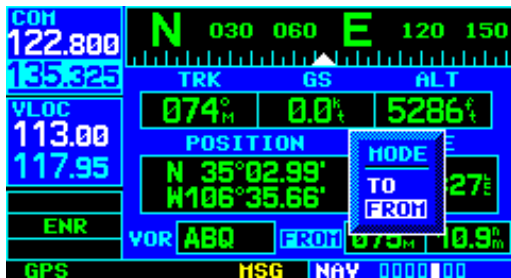 COM
122.800
135.325
VLOC
113.00
117.95
ENR
GPS
N 030 060 E 120 150
TRK GS ALT
074°M 0.0kt 5286ft
POSITION E
N 35°02.99'
W106°35.66'
:27
MODE
TO
FROM
VOR ABQ FROM 075M 10.9nm
MSG NAV